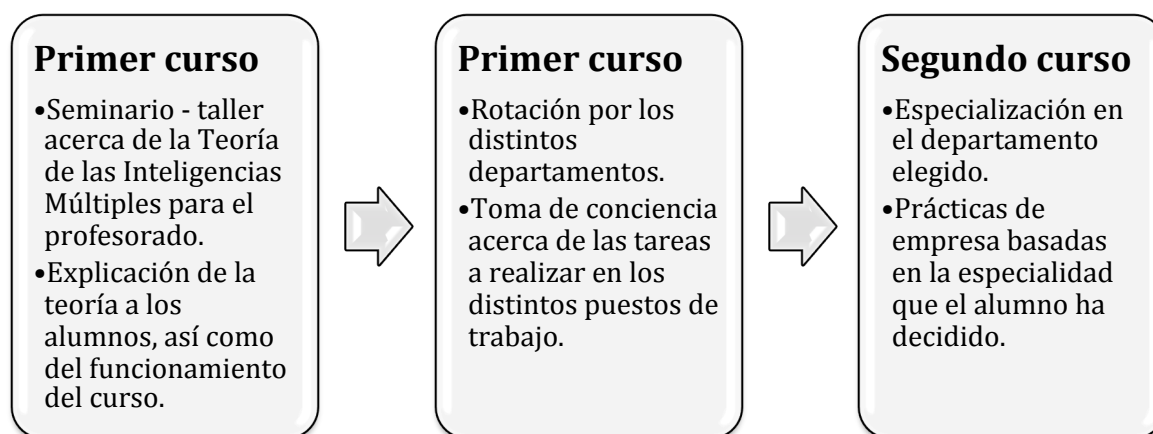 Primer curso
•Seminario - taller
acerca de la Teoría
de las Inteligencias
Múltiples para el
profesorado.
•Explicación de la
teoría a los
alumnos, así como
del funcionamiento
del curso.
Primer curso
•Rotación por los
distintos
departamentos.
•Toma de conciencia
acerca de las tareas
a realizar en los
distintos puestos de
trabajo.
Segundo curso
•Especialización en
el departamento
elegido.
•Prácticas de
empresa basadas
en la especialidad
que el alumno ha
decidido.